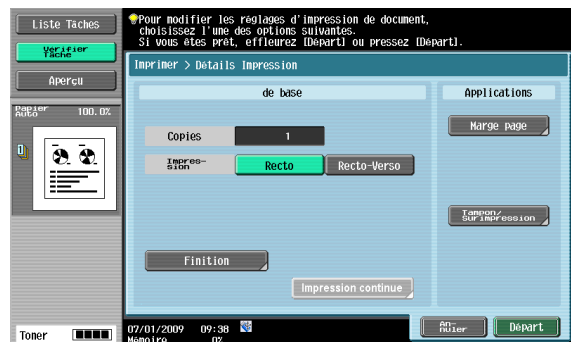 Liste Tâches
Pour modifier les réglages d'impression de document,
choisissez l'une des options suivantes.
Si vous êtes prêt, effleurez [Départ] ou pressez [Départ].
Vérifier
Tâche
Aperçu
Imprimer > Détails Impression
de base
Applications
Papier
Auto
100.0%
Copies
1
Marge page
Impres-
sion
Recto
Recto-Verso
Tampon/
surimpression
Finition
Impression continue
Toner
07/01/2009 09:38
Mémoire 0%
An-
nuler
Départ